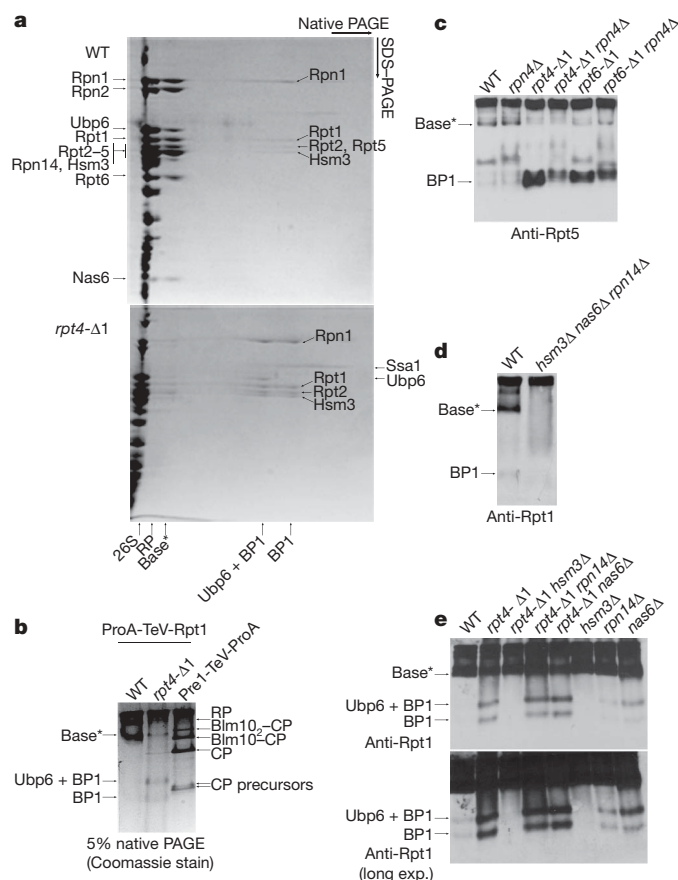 a
Native PAGE
SDS–PAGE
WT
Rpn1
Rpn2
Ubp6
Rpt1
Rpt2–5
Rpn14, Hsm3
Rpt6
Nas6
Rpn1
Rpt1
Rpt2, Rpt5
Hsm3
rpt4-Δ1
Rpn1
Ssa1
Ubp6
Rpt1
Rpt2
Hsm3
26S
RP
Base*
Ubp6 + BP1
BP1
b
ProA-TeV-Rpt1
WT
rpt4-Δ1
Pre1-TeV-ProA
Base*
Ubp6 + BP1
BP1
RP
Blm10₂–CP
Blm10–CP
CP
CP precursors
5% native PAGE
(Coomassie stain)
c
WT
rpn4Δ
rpt4-Δ1
rpt4-Δ1 rpn4Δ
rpt6-Δ1
rpt6-Δ1 rpn4Δ
Base*
BP1
Anti-Rpt5
d
WT
hsm3Δ nas6Δ rpn14Δ
Base*
BP1
Anti-Rpt1
e
WT
rpt4-Δ1
rpt4-Δ1 hsm3Δ
rpt4-Δ1 rpn14Δ
rpt4-Δ1 nas6Δ
hsm3Δ
rpn14Δ
nas6Δ
Base*
Ubp6 + BP1
BP1
Anti-Rpt1
Ubp6 + BP1
BP1
Anti-Rpt1
(long exp.)